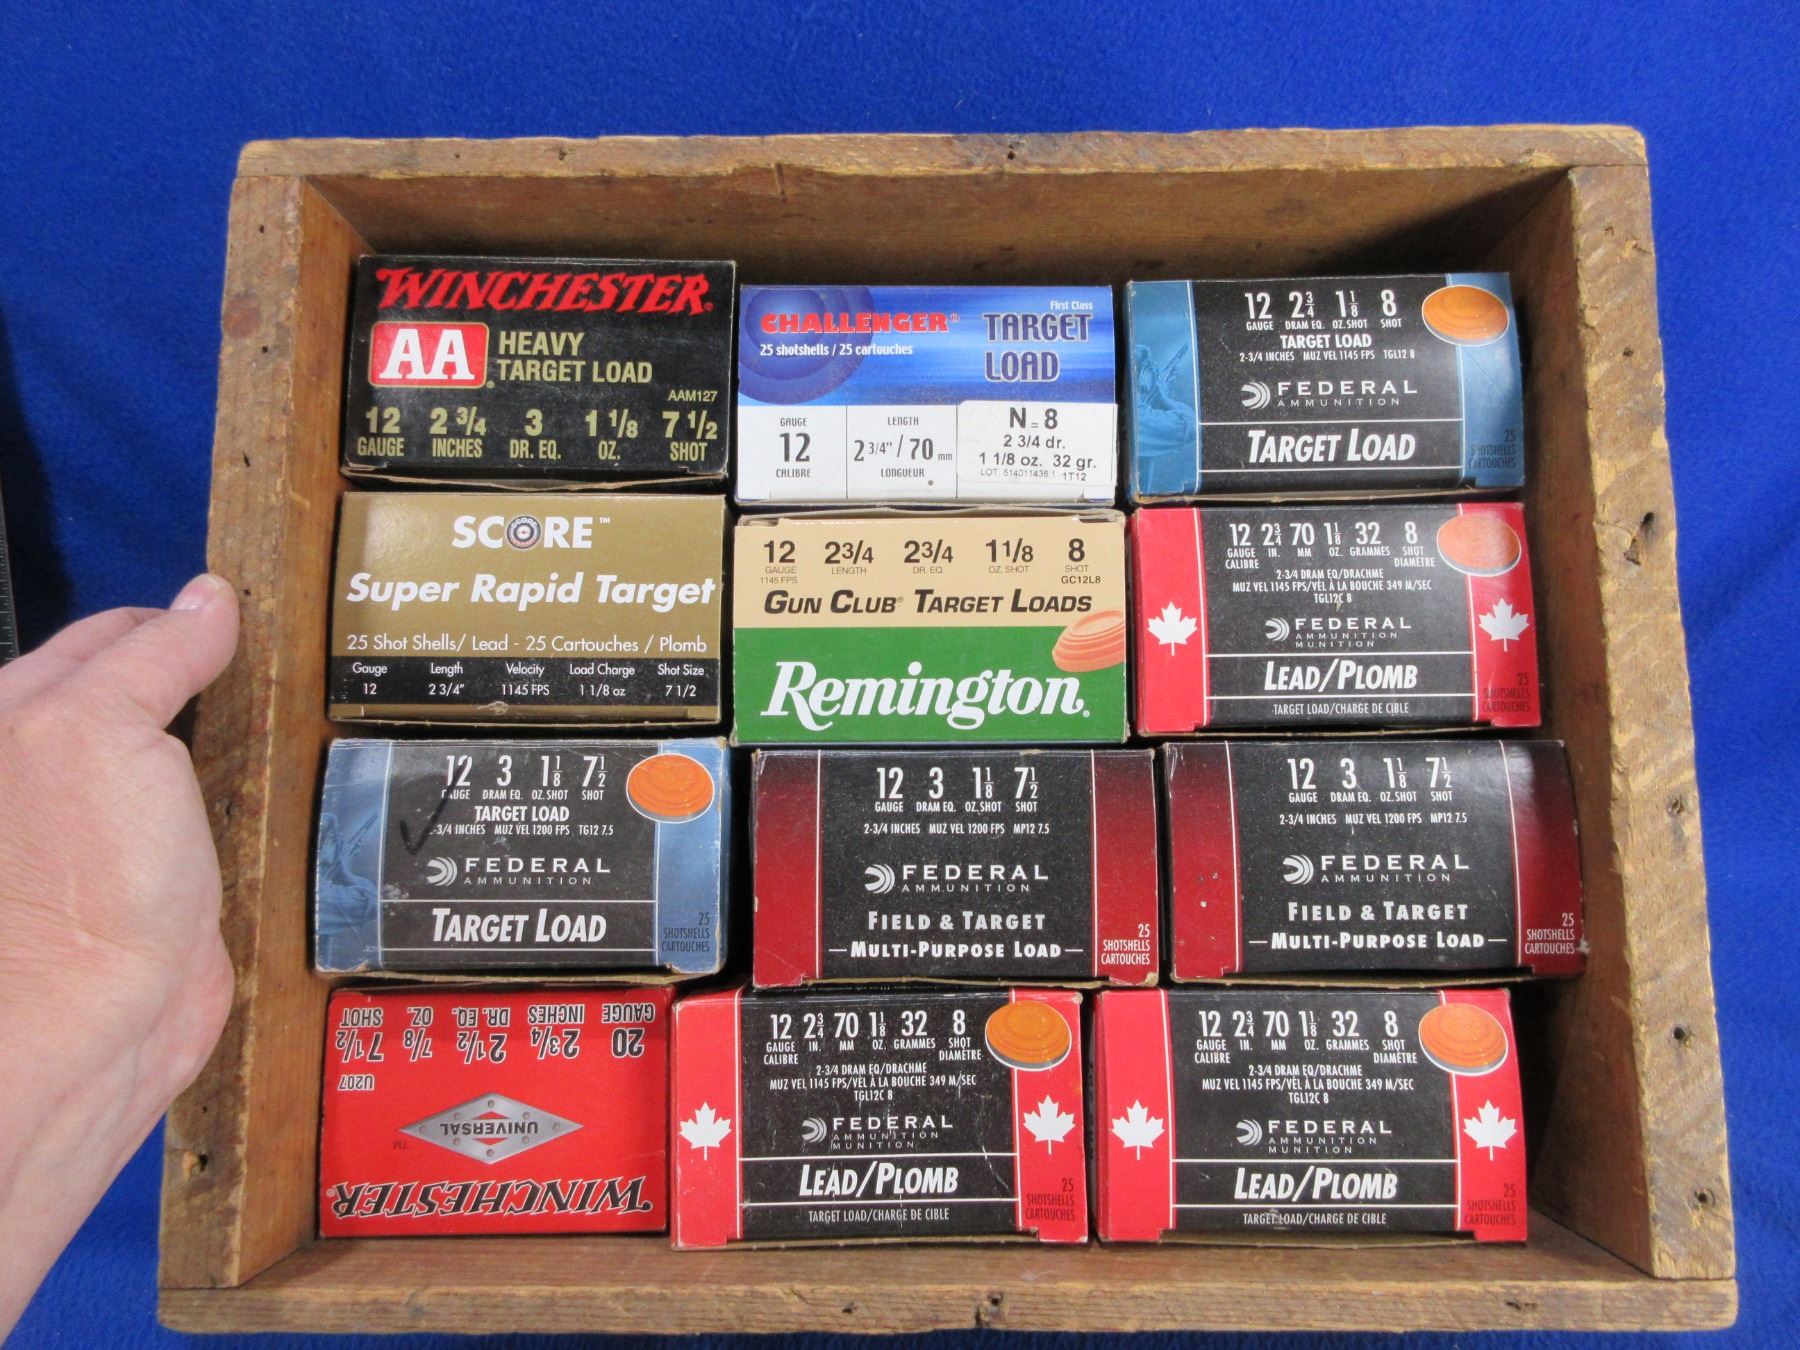 WINCHESTER®
AA® HEAVY
TARGET LOAD
AAM127
12 2 3/4 3 1 1/8 7 1/2
GAUGE INCHES DR. EQ. OZ. SHOT
First Class
CHALLENGER® TARGET
LOAD
25 shotshells / 25 cartouches
GAUGE
12
CALIBRE
LENGTH
2 3/4" / 70 mm
LONGUEUR
N = 8
2 3/4 dr.
1 1/8 oz. 32 gr.
LOT: 514011436.1 1T12
12 2 3/4 1 1/8 8
GAUGE DRAM EQ. OZ. SHOT SHOT
TARGET LOAD
2-3/4 INCHES MUZ VEL 1145 FPS TGL12 8
FEDERAL
AMMUNITION
TARGET LOAD
25
SHOTSHELLS
CARTOUCHES
SCORE™
Super Rapid Target
25 Shot Shells/ Lead - 25 Cartouches / Plomb
Gauge Length Velocity Load Charge Shot Size
12 2 3/4" 1145 FPS 1 1/8 oz 7 1/2
12 2 3/4 2 3/4 1 1/8 8
GAUGE LENGTH DR. EQ. OZ. SHOT SHOT
1145 FPS GC12L8
GUN CLUB® TARGET LOADS
Remington®
12 2 3/4 70 1 1/8 32 8
GAUGE IN. MM OZ. GRAMMES SHOT
CALIBRE DIAMÈTRE
2-3/4 DRAM EQ/DRACHME
MUZ VEL 1145 FPS/VÉL À LA BOUCHE 349 M/SEC
TGL12C 8
FEDERAL
AMMUNITION
MUNITION
LEAD/PLOMB
TARGET LOAD/CHARGE DE CIBLE
25
SHOTSHELLS
CARTOUCHES
12 3 1 1/8 7 1/2
GAUGE DRAM EQ. OZ. SHOT SHOT
TARGET LOAD
2-3/4 INCHES MUZ VEL 1200 FPS TG12 7.5
FEDERAL
AMMUNITION
TARGET LOAD
25
SHOTSHELLS
CARTOUCHES
12 3 1 1/8 7 1/2
GAUGE DRAM EQ. OZ. SHOT SHOT
2-3/4 INCHES MUZ VEL 1200 FPS MP12 7.5
FEDERAL
AMMUNITION
FIELD & TARGET
—MULTI-PURPOSE LOAD—
25
SHOTSHELLS
CARTOUCHES
12 3 1 1/8 7 1/2
GAUGE DRAM EQ. OZ. SHOT SHOT
2-3/4 INCHES MUZ VEL 1200 FPS MP12 7.5
FEDERAL
AMMUNITION
FIELD & TARGET
—MULTI-PURPOSE LOAD—
25
SHOTSHELLS
CARTOUCHES
WINCHESTER®
UNIVERSAL™
U207
20 2 3/4 2 1/2 7/8 7 1/2
GAUGE INCHES DR. EQ. OZ. SHOT
12 2 3/4 70 1 1/8 32 8
GAUGE IN. MM OZ. GRAMMES SHOT
CALIBRE DIAMÈTRE
2-3/4 DRAM EQ/DRACHME
MUZ VEL 1145 FPS/VÉL À LA BOUCHE 349 M/SEC
TGL12C 8
FEDERAL
AMMUNITION
MUNITION
LEAD/PLOMB
TARGET LOAD/CHARGE DE CIBLE
25
SHOTSHELLS
CARTOUCHES
12 2 3/4 70 1 1/8 32 8
GAUGE IN. MM OZ. GRAMMES SHOT
CALIBRE DIAMÈTRE
2-3/4 DRAM EQ/DRACHME
MUZ VEL 1145 FPS/VÉL À LA BOUCHE 349 M/SEC
TGL12C 8
FEDERAL
AMMUNITION
MUNITION
LEAD/PLOMB
TARGET LOAD/CHARGE DE CIBLE
25
SHOTSHELLS
CARTOUCHES